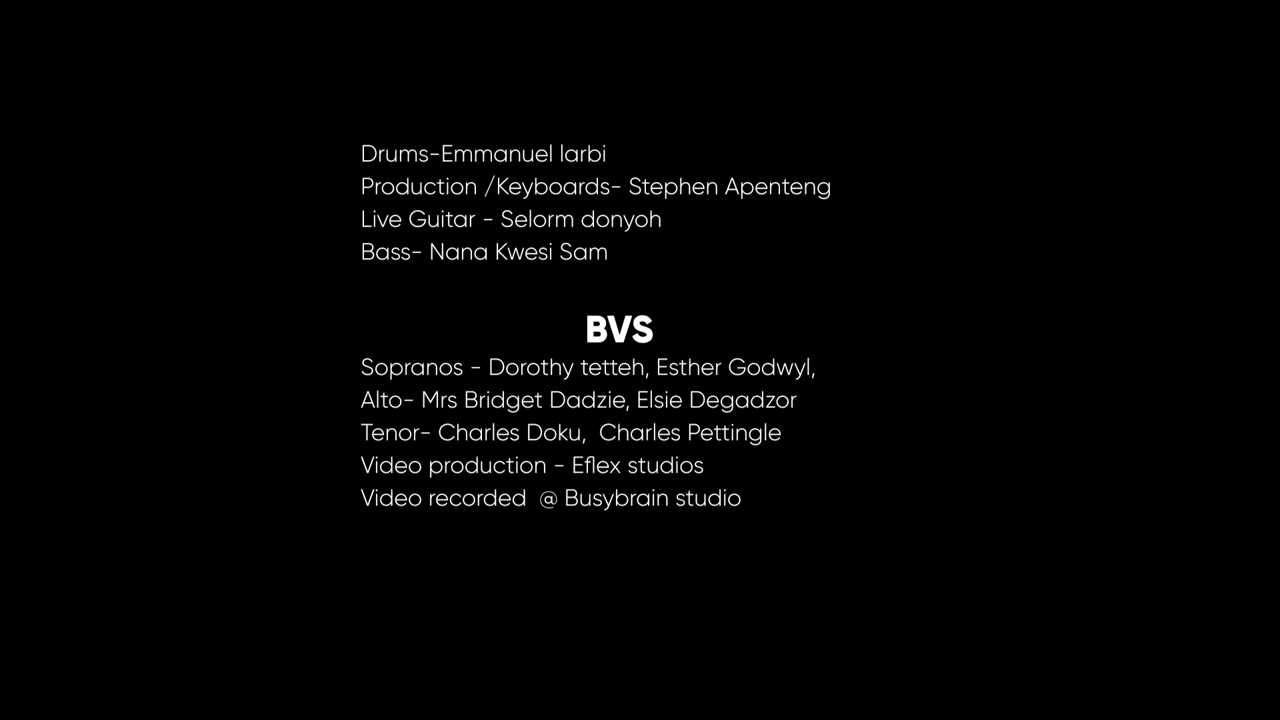 Drums-Emmanuel larbi
Production /Keyboards- Stephen Apenteng
Live Guitar - Selorm donyoh
Bass- Nana Kwesi Sam
BVS
Sopranos - Dorothy tetteh, Esther Godwyl,
Alto- Mrs Bridget Dadzie, Elsie Degadzor
Tenor- Charles Doku,  Charles Pettingle
Video production - Eflex studios
Video recorded  @ Busybrain studio